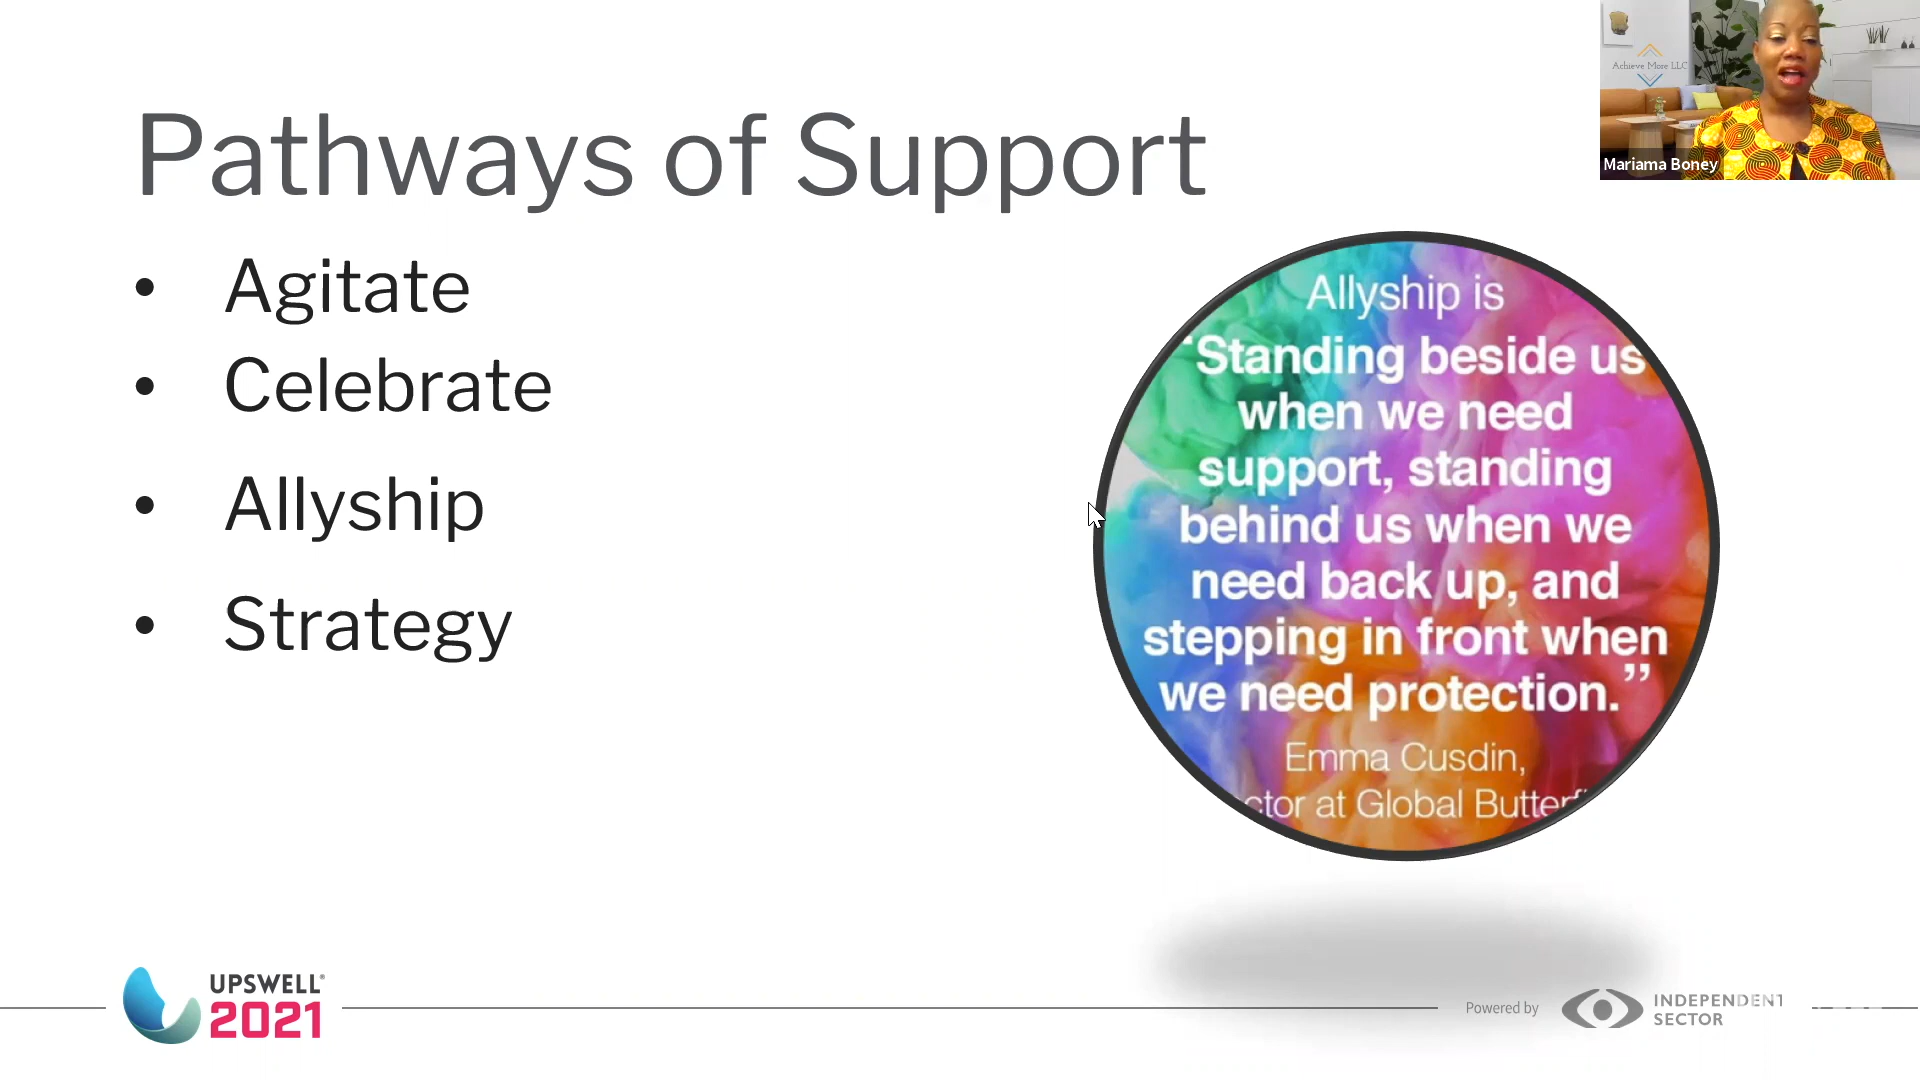 Pathways of Support
• Agitate
• Celebrate
• Allyship
• Strategy
Achieve More LLC
Mariama Boney
Allyship is
“Standing beside us
when we need
support, standing
behind us when we
need back up, and
stepping in front when
we need protection.”
Emma Cusdin,
at Global
UPSWELL®
2021
Powered by
INDEPENDENT
SECTOR